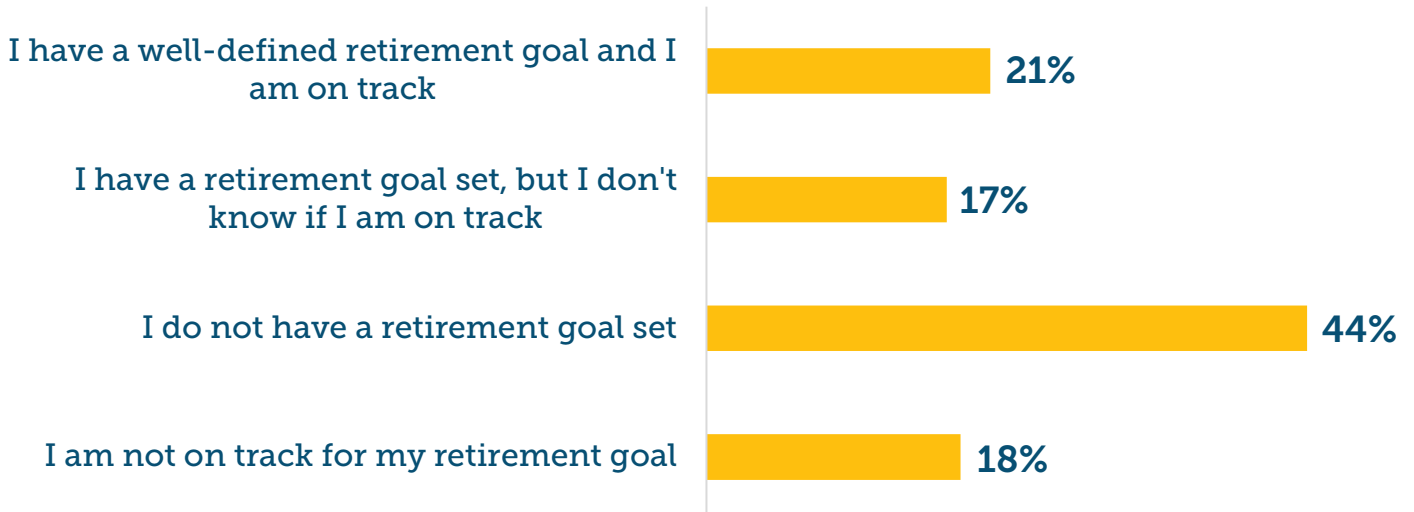 I have a well-defined retirement goal and I
am on track
21%
I have a retirement goal set, but I don't
know if I am on track
17%
I do not have a retirement goal set
44%
I am not on track for my retirement goal
18%